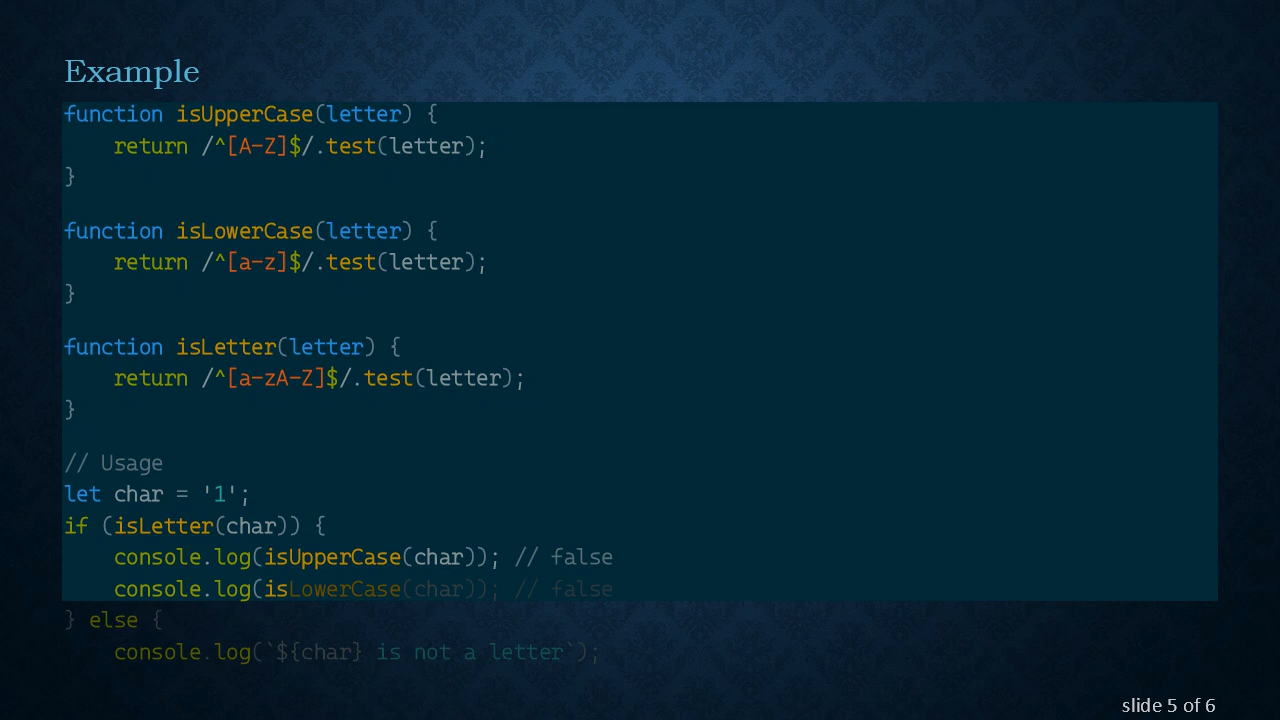 Example
function isUpperCase(letter) {
    return /^[A-Z]$/.test(letter);
}

function isLowerCase(letter) {
    return /^[a-z]$/.test(letter);
}

function isLetter(letter) {
    return /^[a-zA-Z]$/.test(letter);
}

// Usage
let char = '1';
if (isLetter(char)) {
    console.log(isUpperCase(char)); // false
    console.log(isLowerCase(char)); // false
} else {
    console.log(`${char} is not a letter`);
slide 5 of 6